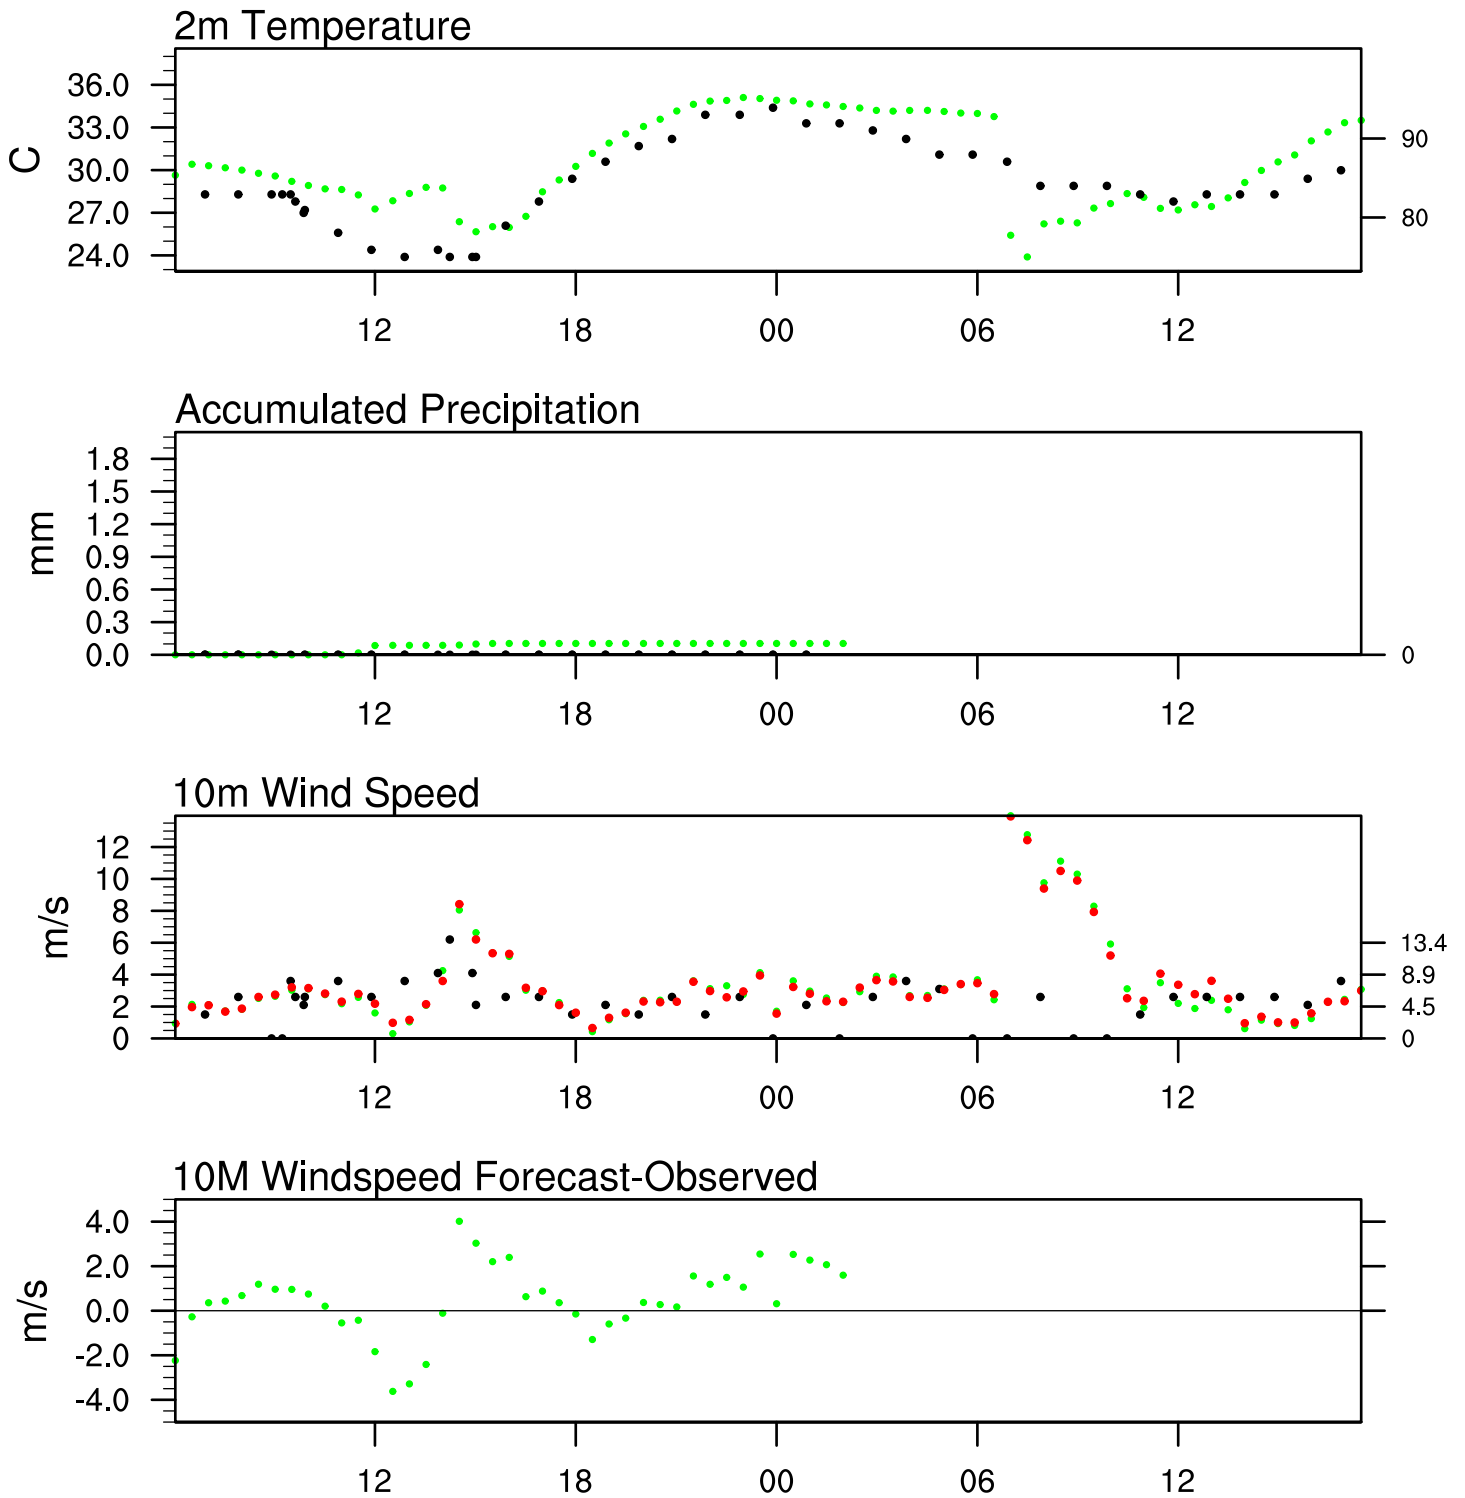 2m Temperature
C
36.0
33.0
30.0
27.0
24.0
90
80
12 18 00 06 12
Accumulated Precipitation
mm
1.8
1.5
1.2
0.9
0.6
0.3
0.0
0
12 18 00 06 12
10m Wind Speed
m/s
12
10
8
6
4
2
0
13.4
8.9
4.5
0
12 18 00 06 12
10M Windspeed Forecast-Observed
m/s
4.0
2.0
0.0
-2.0
-4.0
12 18 00 06 12